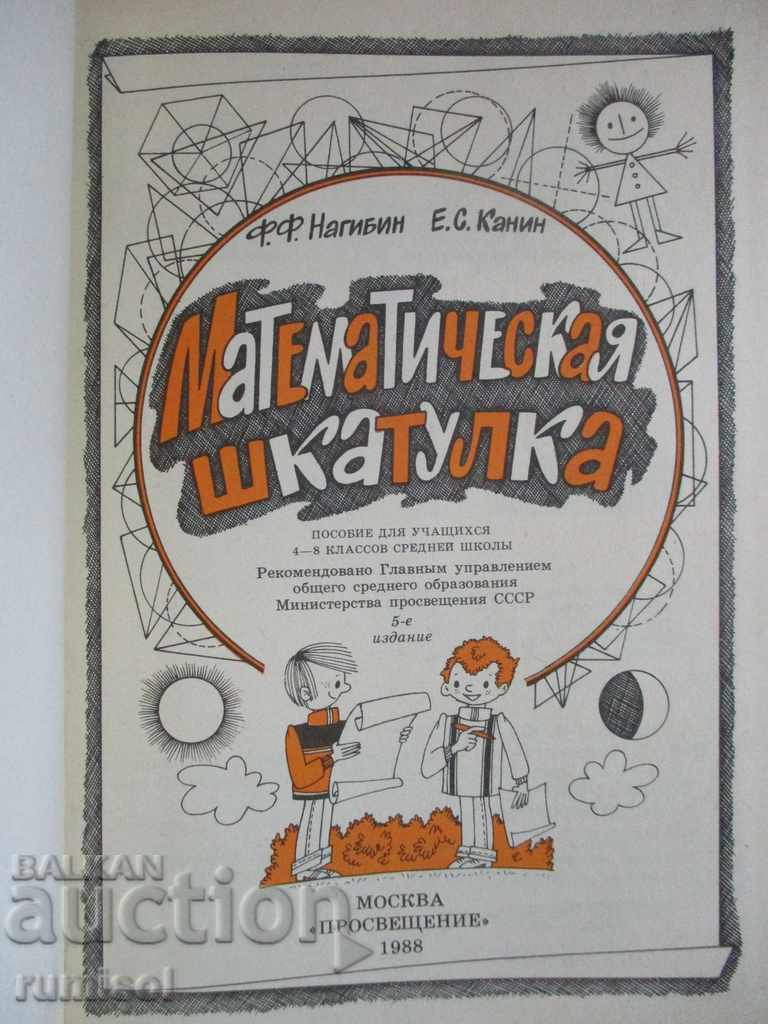 Ф.Ф. Нагибин Е.С. Канин
Математическая
шкатулка
ПОСОБИЕ ДЛЯ УЧАЩИХСЯ
4—8 КЛАССОВ СРЕДНЕЙ ШКОЛЫ
Рекомендовано Главным управлением
общего среднего образования
Министерства просвещения СССР
5-е
издание
МОСКВА
«ПРОСВЕЩЕНИЕ»
1988
BALKAN
auction
rumisol